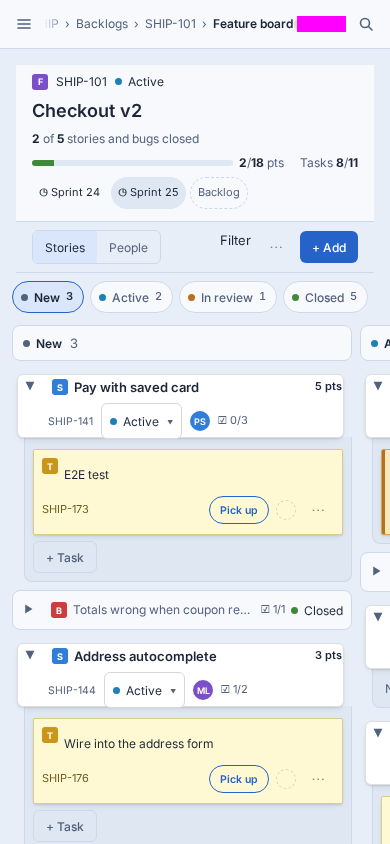 IP › Backlogs › SHIP-101 › Feature board
F SHIP-101 Active
Checkout v2
2 of 5 stories and bugs closed
2/18 pts Tasks 8/11
Sprint 24 Sprint 25 Backlog
Stories People Filter ... + Add
New 3 Active 2 In review 1 Closed 5
New 3
S Pay with saved card 5 pts
SHIP-141 Active PS 0/3
T E2E test
SHIP-173 Pick up ...
+ Task
B Totals wrong when coupon re... 1/1 Closed
S Address autocomplete 3 pts
SHIP-144 Active ML 1/2
T Wire into the address form
SHIP-176 Pick up ...
+ Task